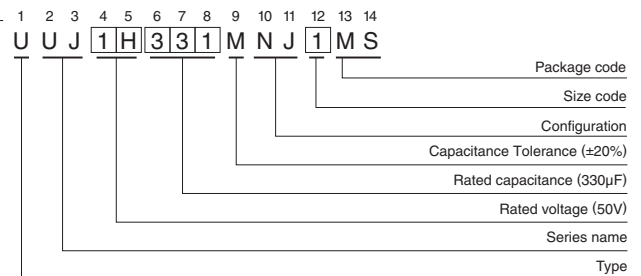 1 2 3 4 5 6 7 8 9 10 11 12 13 14
U U J 1 H 3 3 1 M N J 1 M S
Package code
Size code
Configuration
Capacitance Tolerance (±20%)
Rated capacitance (330µF)
Rated voltage (50V)
Series name
Type